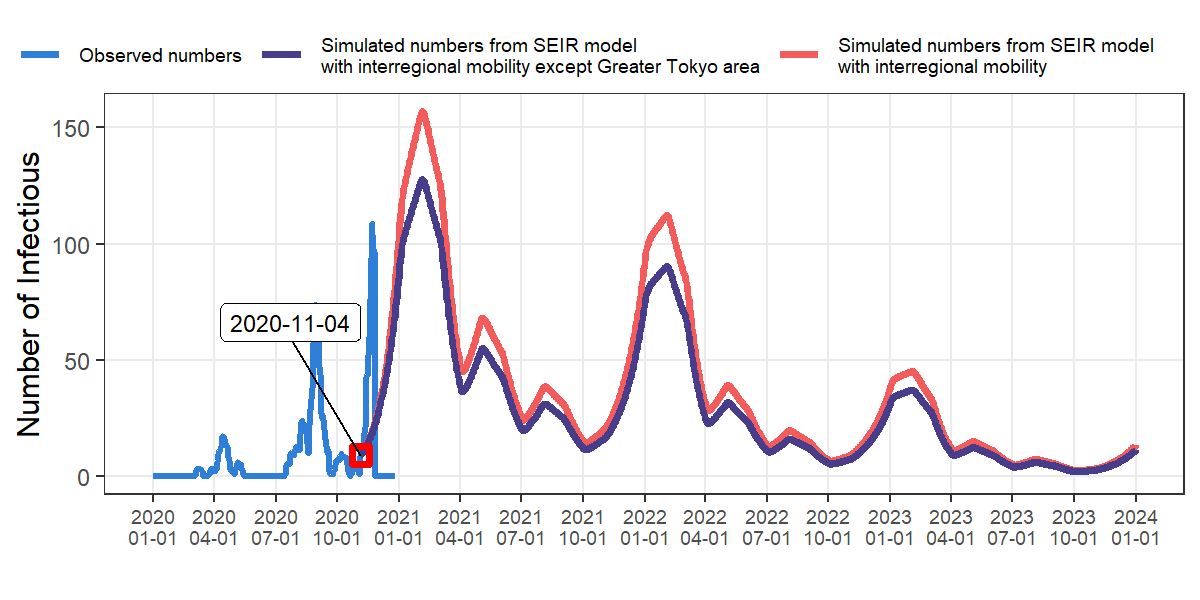 Observed numbers
Simulated numbers from SEIR model
with interregional mobility except Greater Tokyo area
Simulated numbers from SEIR model
with interregional mobility
Number of Infectious
150
100
50
0
2020-11-04
2020 2020 2020 2020 2021 2021 2021 2021 2022 2022 2022 2022 2023 2023 2023 2023 2024
01-01 04-01 07-01 10-01 01-01 04-01 07-01 10-01 01-01 04-01 07-01 10-01 01-01 04-01 07-01 10-01 01-01